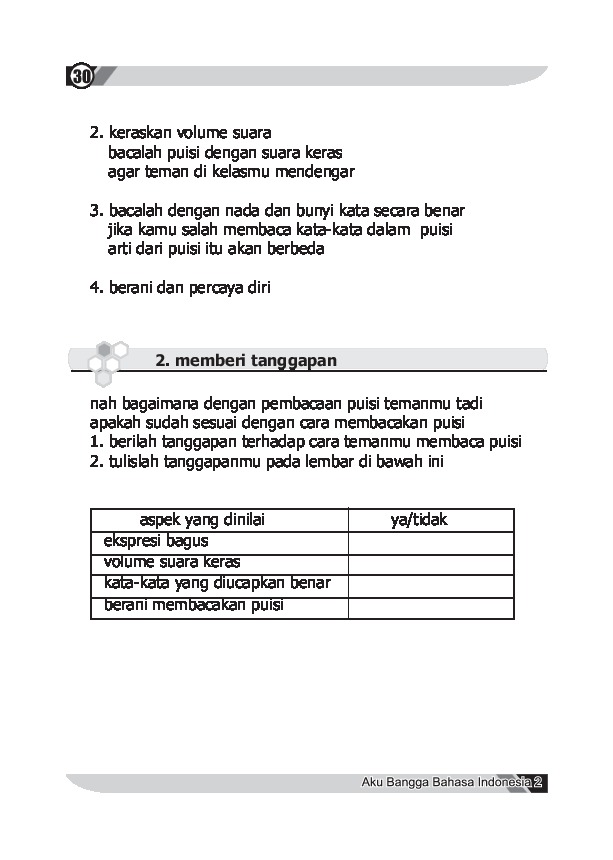 30
2. keraskan volume suara
bacalah puisi dengan suara keras
agar teman di kelasmu mendengar
3. bacalah dengan nada dan bunyi kata secara benar
jika kamu salah membaca kata-kata dalam puisi
arti dari puisi itu akan berbeda
4. berani dan percaya diri
2. memberi tanggapan
nah bagaimana dengan pembacaan puisi temanmu tadi
apakah sudah sesuai dengan cara membacakan puisi
1. berilah tanggapan terhadap cara temanmu membaca puisi
2. tulislah tanggapanmu pada lembar di bawah ini
aspek yang dinilai ya/tidak
ekspresi bagus
volume suara keras
kata-kata yang diucapkan benar
berani membacakan puisi
Aku Bangga Bahasa Indonesia 2